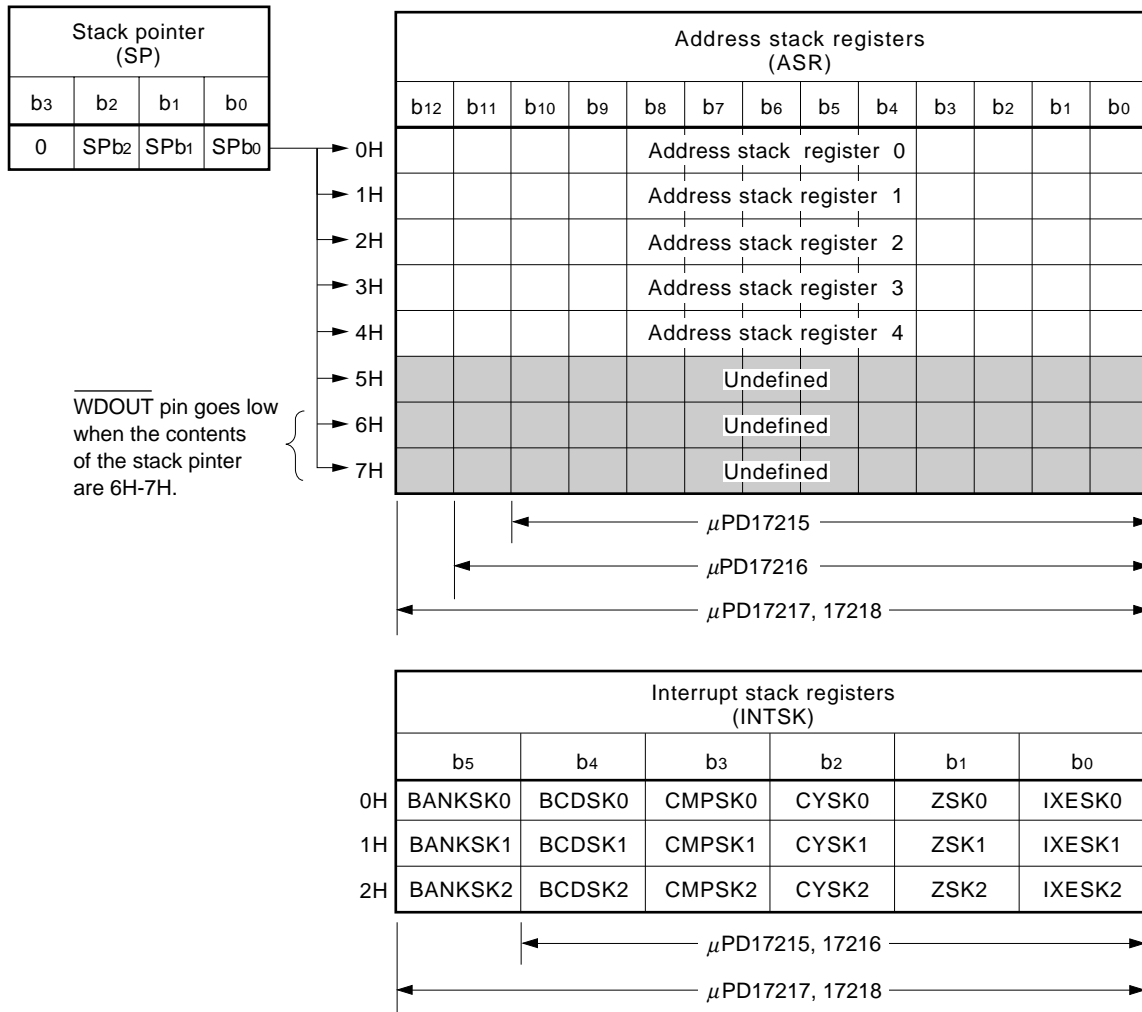 Stack pointer
(SP)
b3 b2 b1 b0
0 SPb2 SPb1 SPb0
Address stack registers
(ASR)
b12 b11 b10 b9 b8 b7 b6 b5 b4 b3 b2 b1 b0
0H Address stack register 0
1H Address stack register 1
2H Address stack register 2
3H Address stack register 3
4H Address stack register 4
5H Undefined
6H Undefined
7H Undefined
WDOUT pin goes low
when the contents
of the stack pinter
are 6H-7H.
μPD17215
μPD17216
μPD17217, 17218
Interrupt stack registers
(INTSK)
b5 b4 b3 b2 b1 b0
0H BANKSK0 BCDSK0 CMPSK0 CYSK0 ZSK0 IXESK0
1H BANKSK1 BCDSK1 CMPSK1 CYSK1 ZSK1 IXESK1
2H BANKSK2 BCDSK2 CMPSK2 CYSK2 ZSK2 IXESK2
μPD17215, 17216
μPD17217, 17218